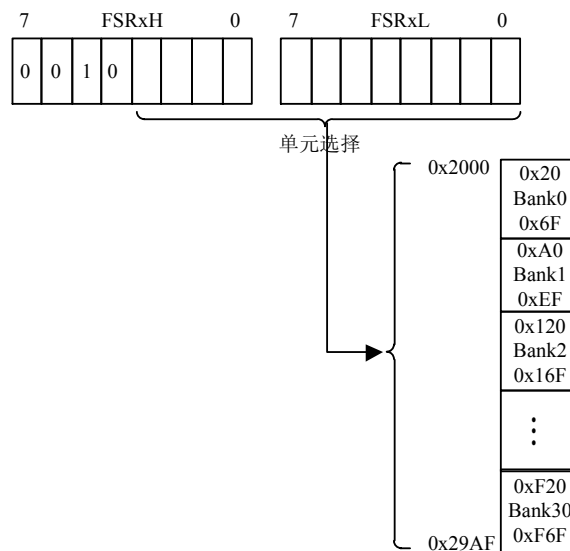 7 FSRxH 0 7 FSRxL 0
0 0 1 0
单元选择
0x2000
0x20
Bank0
0x6F
0xA0
Bank1
0xEF
0x120
Bank2
0x16F
⋮
0xF20
Bank30
0xF6F
0x29AF